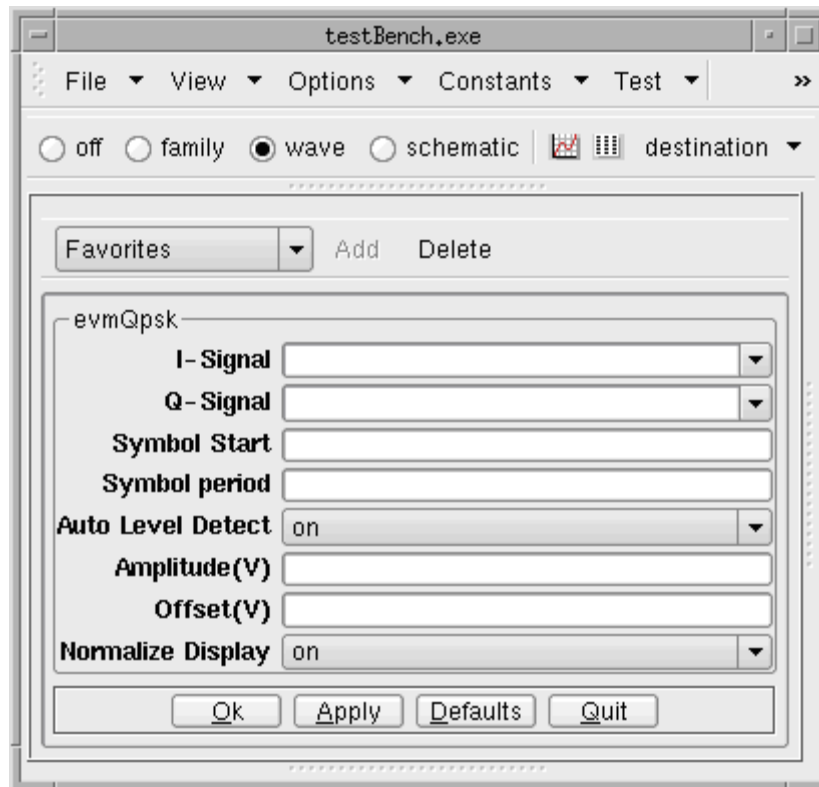 testBench.exe
File View Options Constants Test »
off family wave schematic destination
Favorites Add Delete
evmQpsk
I-Signal
Q-Signal
Symbol Start
Symbol period
Auto Level Detect on
Amplitude(V)
Offset(V)
Normalize Display on
Ok Apply Defaults Quit